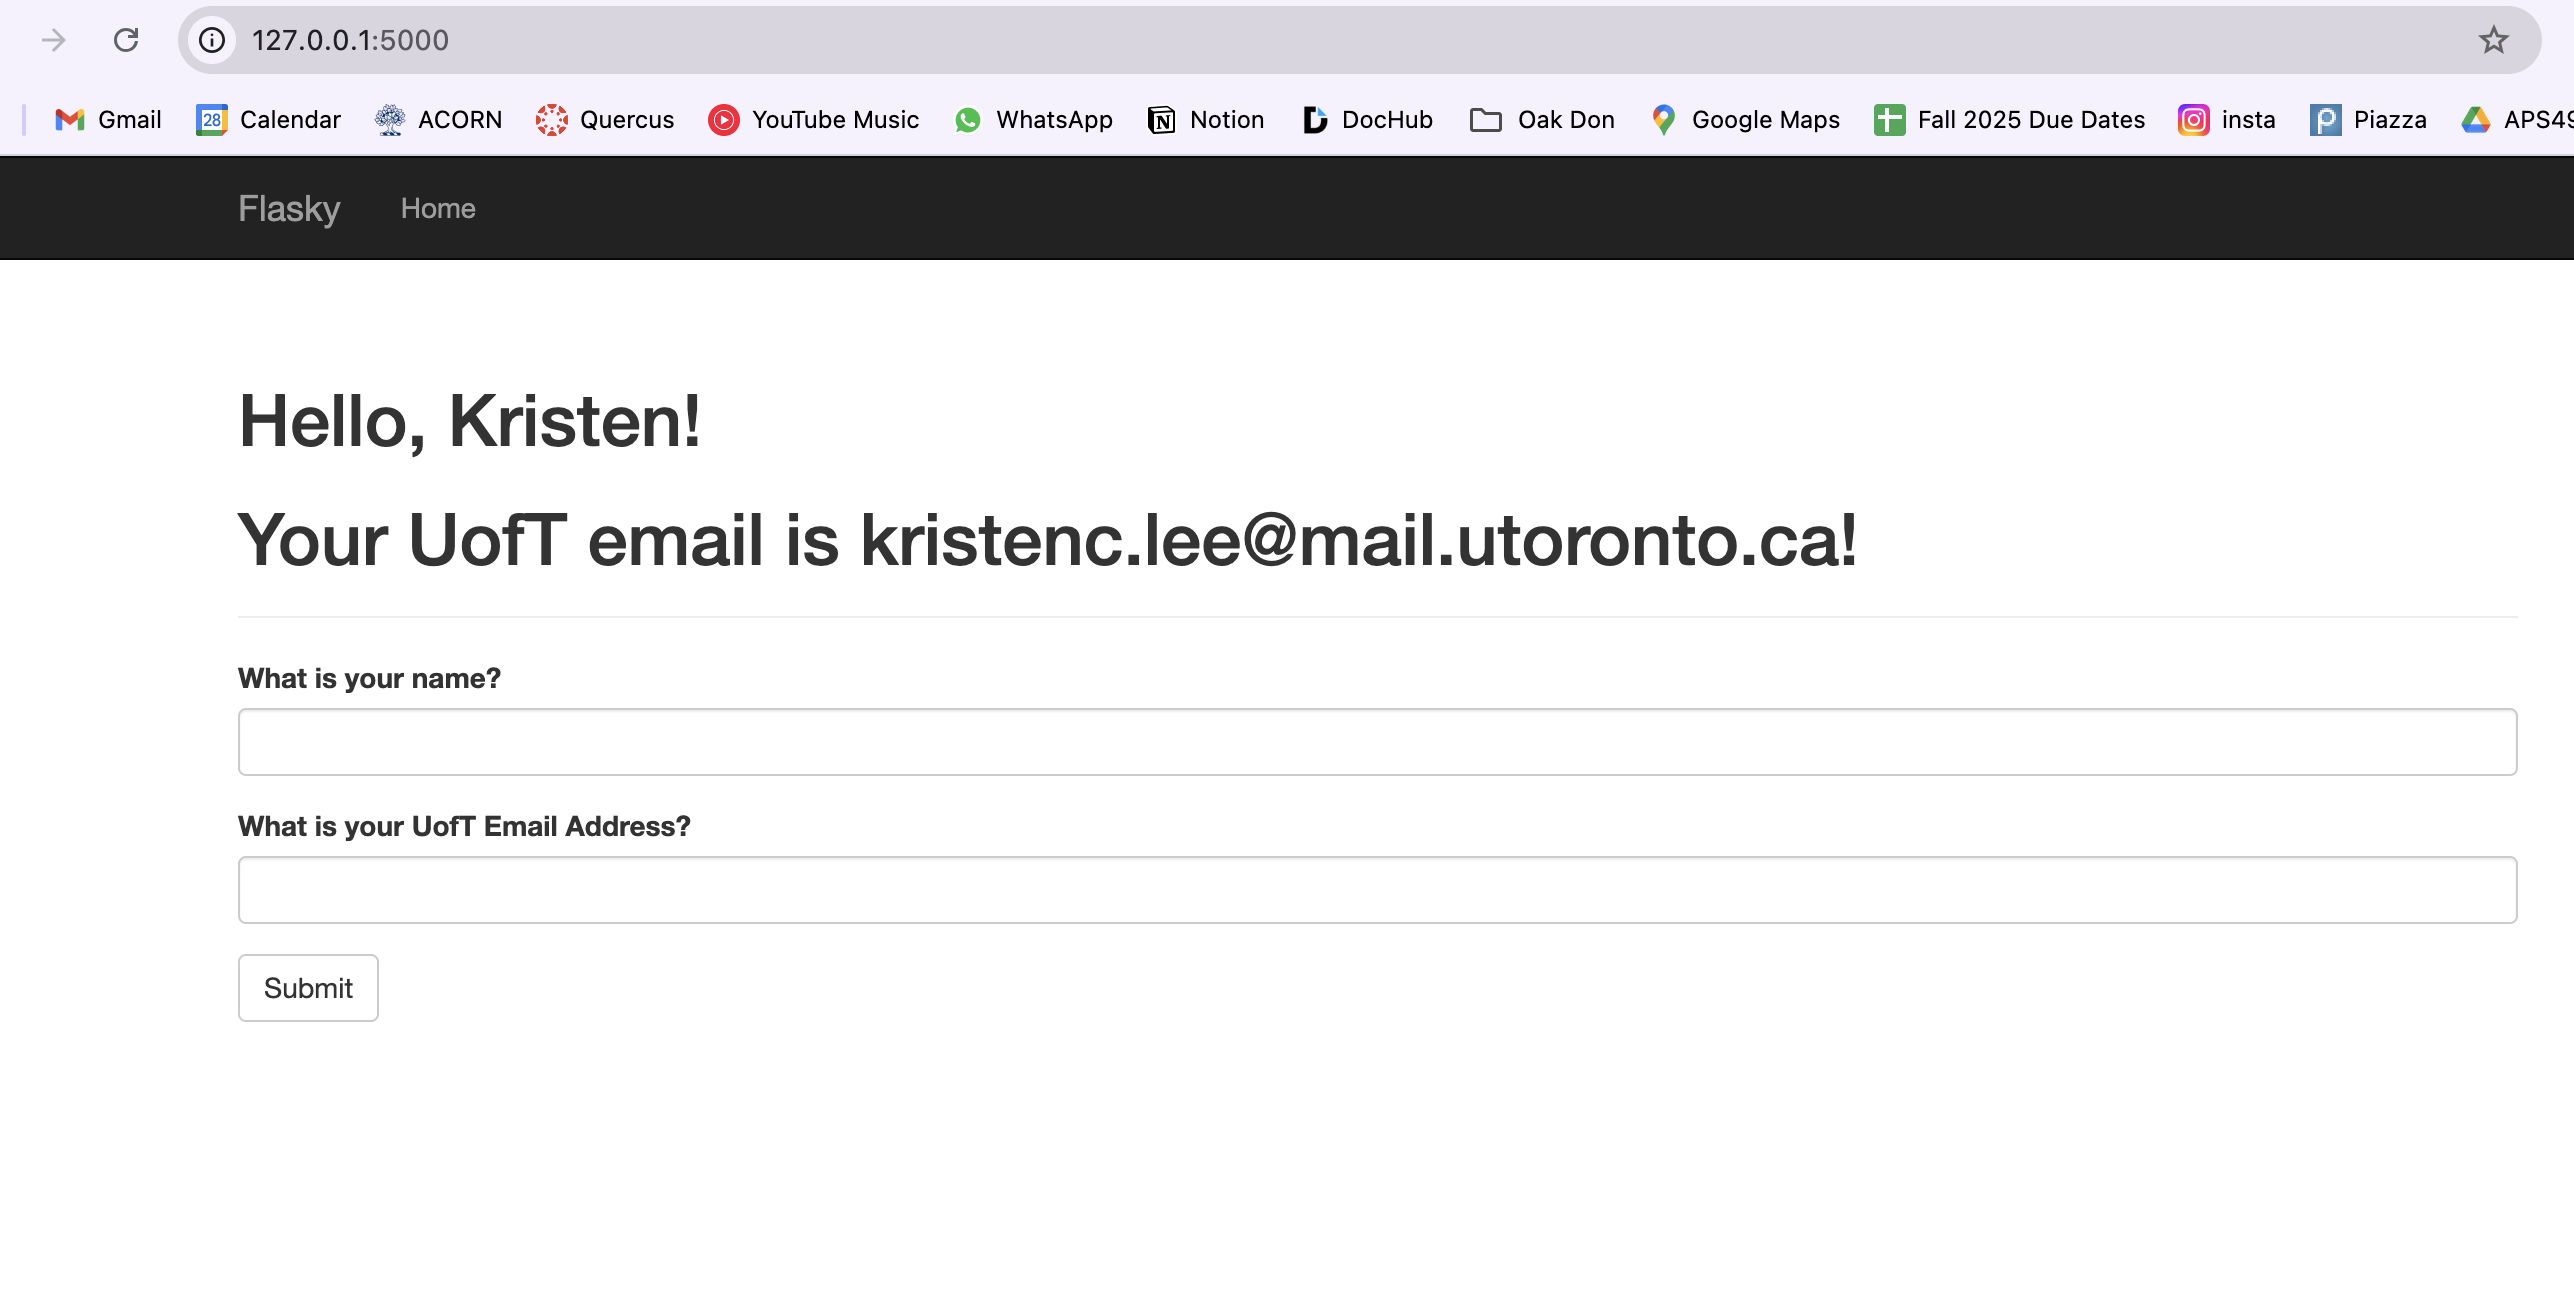 127.0.0.1:5000
Gmail 28 Calendar ACORN Quercus YouTube Music WhatsApp N Notion DocHub Oak Don Google Maps Fall 2025 Due Dates insta P Piazza APS49
Flasky Home
Hello, Kristen!
Your UofT email is kristenc.lee@mail.utoronto.ca!
What is your name?
What is your UofT Email Address?
Submit